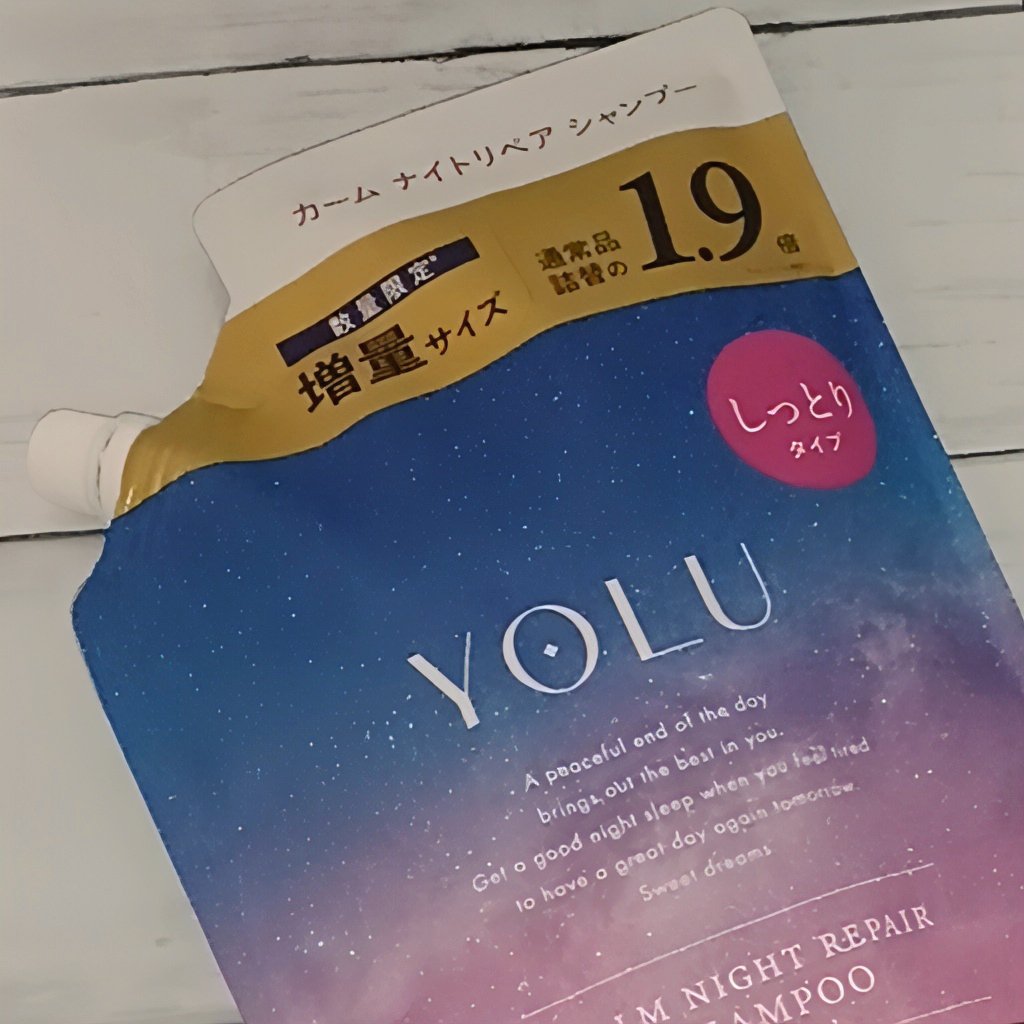 カーム ナイトリペア シャンプー
数量限定
増量サイズ
通常品
詰替の
1.9倍
しっとり
タイプ
YOLU
A peaceful end of the day
brings out the best in you.
Get a good night sleep when you feel tired
to have a great day again tomorrow.
Sweet dreams
LM NIGHT REPAIR
AMPOO